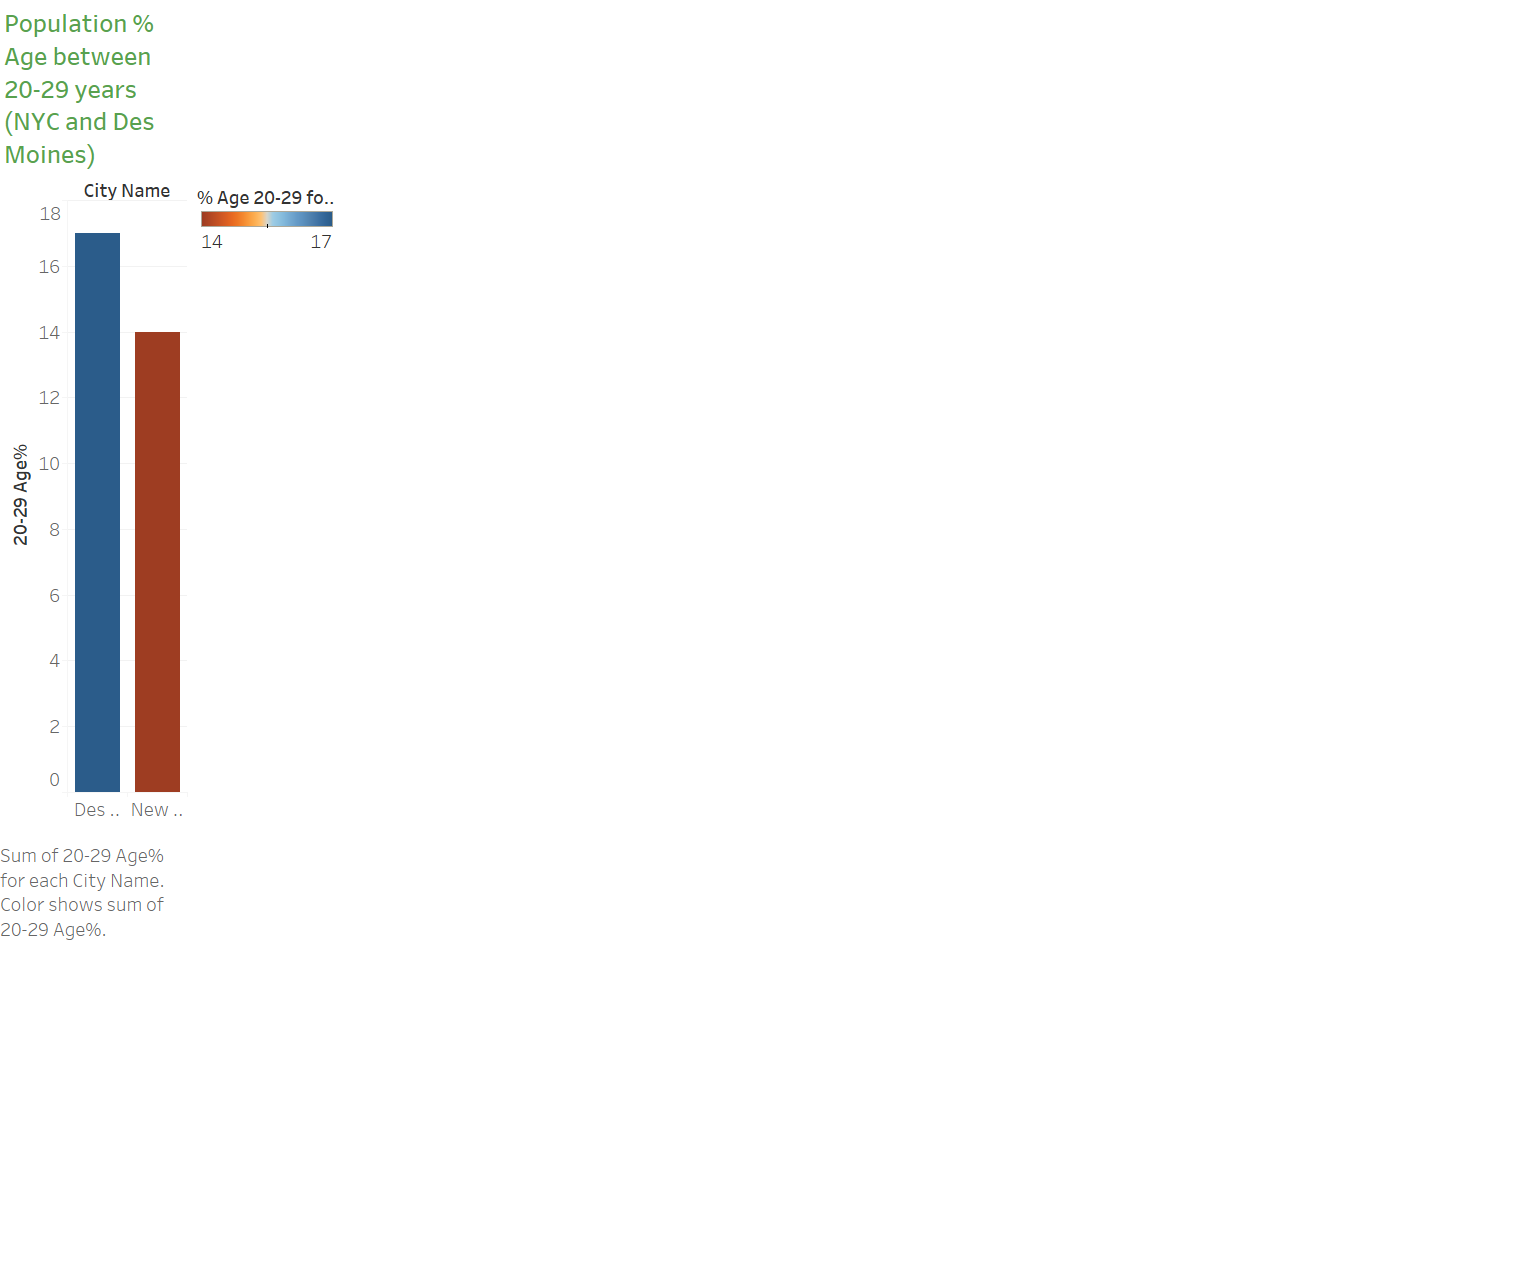 Population %
Age between
20-29 years
(NYC and Des
Moines)
City Name
% Age 20-29 fo..
14 17
18
16
14
12
10
8
6
4
2
0
20-29 Age%
Des .. New ..
Sum of 20-29 Age%
for each City Name.
Color shows sum of
20-29 Age%.